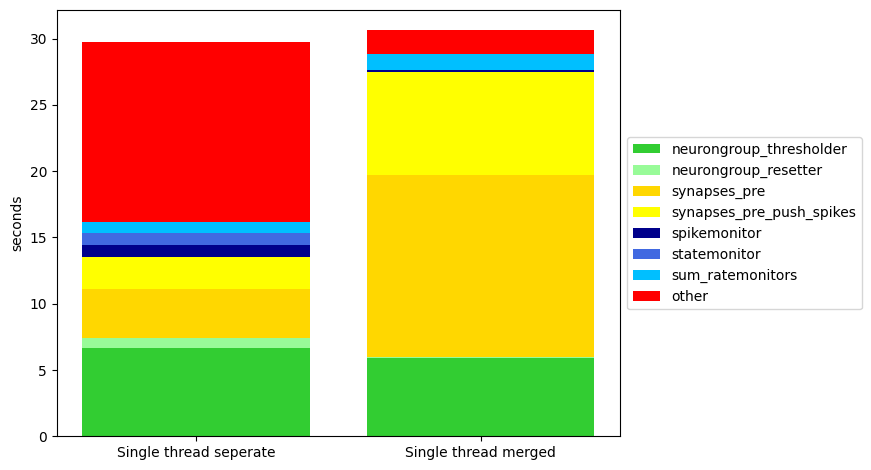 30
25
20
15
10
5
0
seconds
Single thread seperate
Single thread merged
neurongroup_thresholder
neurongroup_resetter
synapses_pre
synapses_pre_push_spikes
spikemonitor
statemonitor
sum_ratemonitors
other